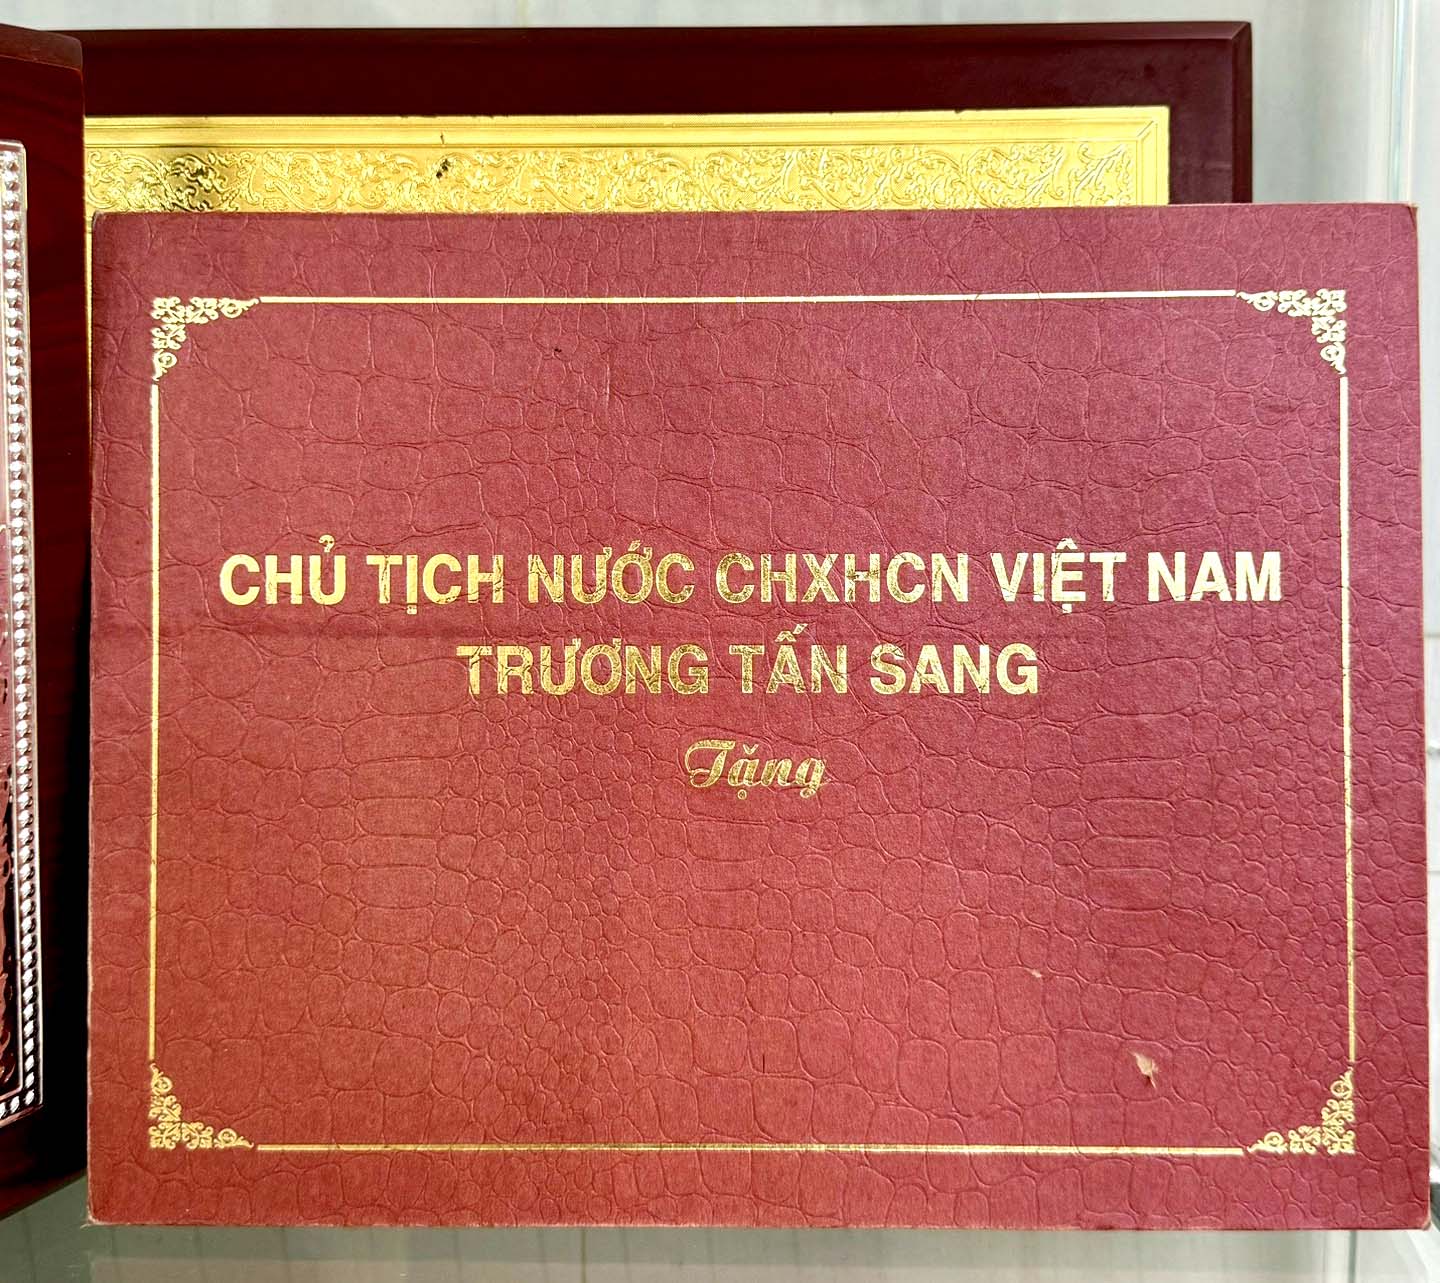 CHỦ TỊCH NƯỚC CHXHCN VIỆT NAM
TRƯƠNG TẤN SANG
Tặng